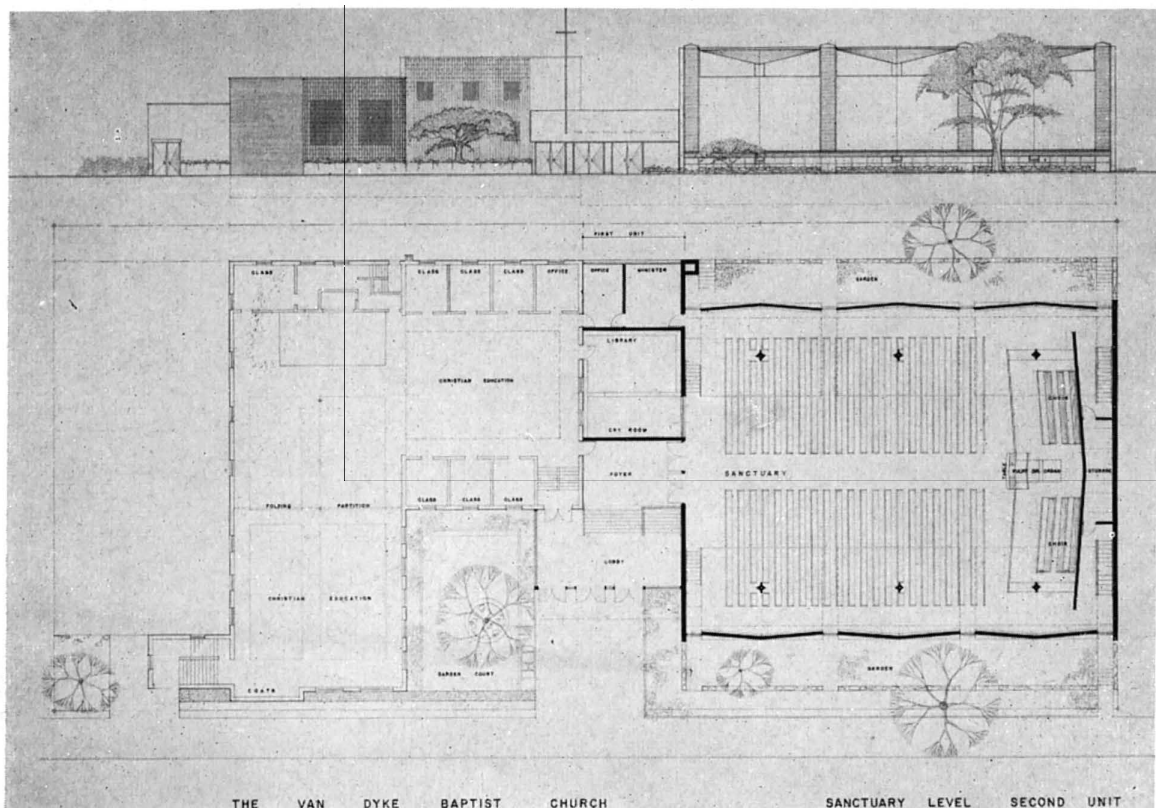 FIRST UNIT
CLASS
CLASS CLASS CLASS OFFICE OFFICE MINISTER
GARDEN
LIBRARY
CHRISTIAN EDUCATION
CHOIR
CRY ROOM
FOYER
SANCTUARY
TABLE
ORGAN
STORAGE
CLASS CLASS CLASS
FOLDING PARTITION
CHOIR
LOBBY
CHRISTIAN EDUCATION
GARDEN COURT
GARDEN
COATS
THE VAN DYKE BAPTIST CHURCH
SANCTUARY LEVEL SECOND UNIT